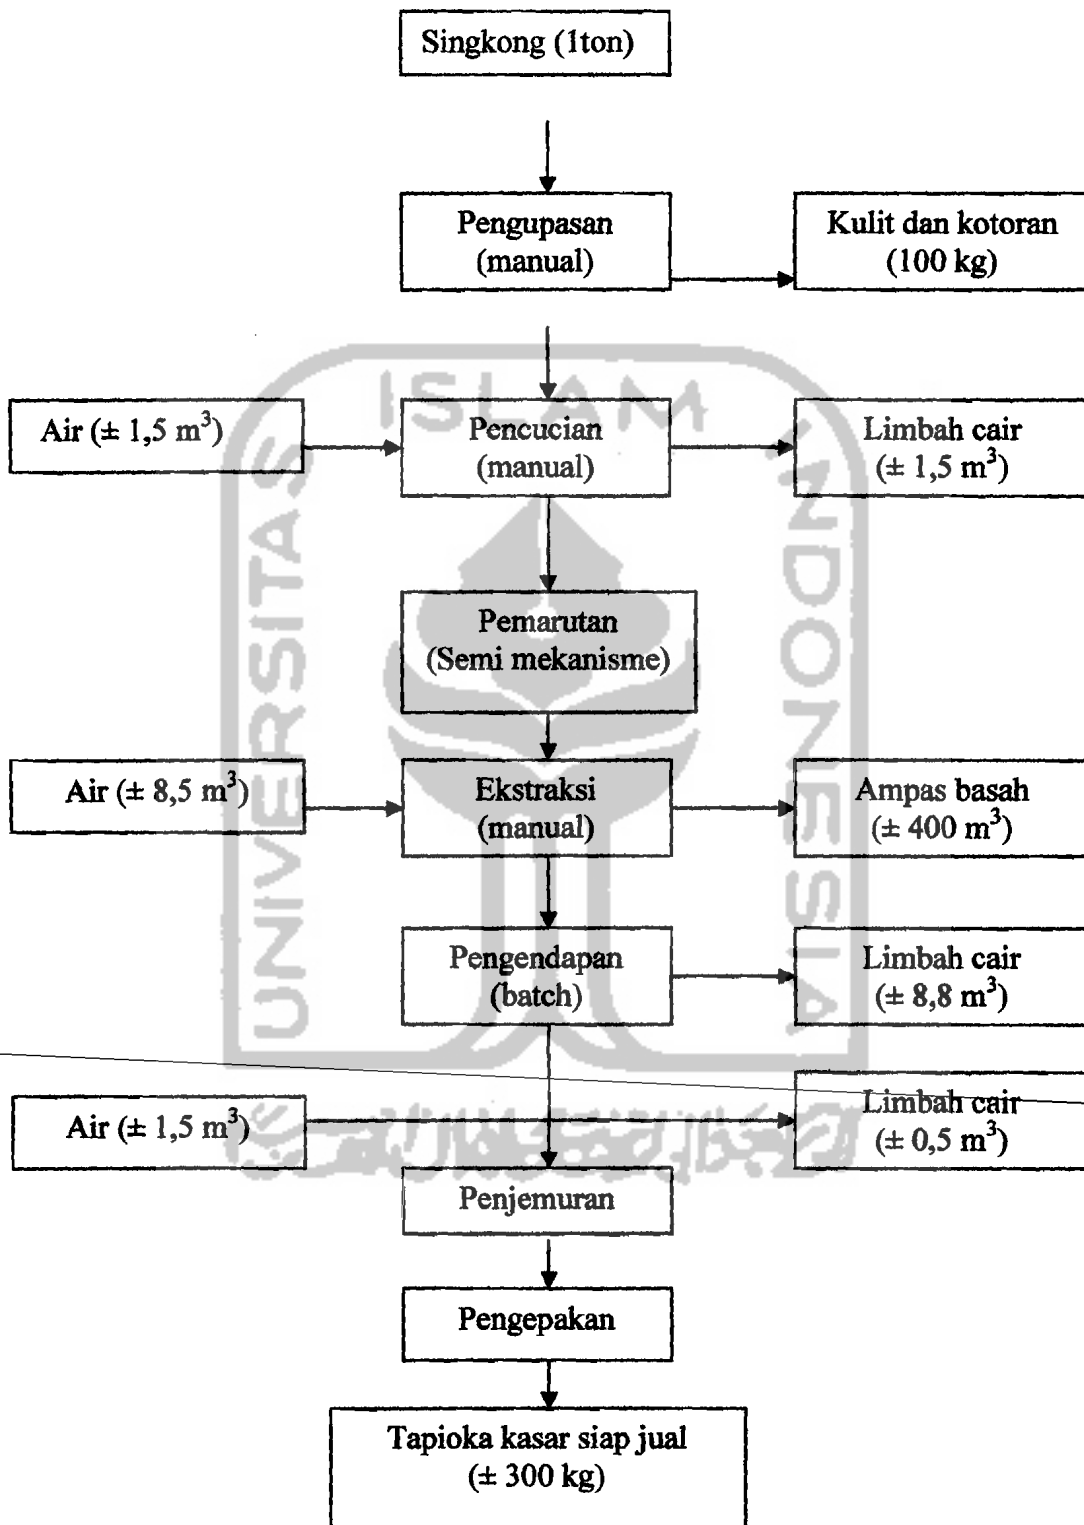 Singkong (1ton)
Pengupasan
(manual)
Kulit dan kotoran
(100 kg)
Air (± 1,5 m³)
Pencucian
(manual)
Limbah cair
(± 1,5 m³)
Pemarutan
(Semi mekanisme)
Air (± 8,5 m³)
Ekstraksi
(manual)
Ampas basah
(± 400 m³)
Pengendapan
(batch)
Limbah cair
(± 8,8 m³)
Air (± 1,5 m³)
Limbah cair
(± 0,5 m³)
Penjemuran
Pengepakan
Tapioka kasar siap jual
(± 300 kg)
UNIVERSITAS
ISLAM
INDONESIA